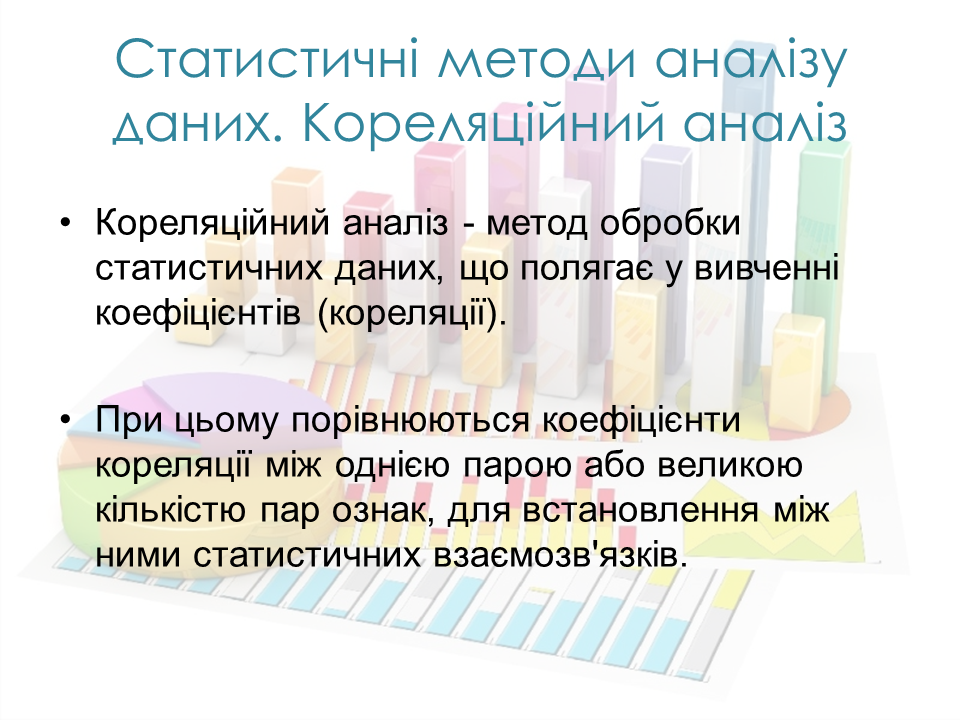 Статистичні методи аналізу
даних. Кореляційний аналіз
• Кореляційний аналіз - метод обробки
статистичних даних, що полягає у вивченні
коефіцієнтів (кореляції).
• При цьому порівнюються коефіцієнти
кореляції між однією парою або великою
кількістю пар ознак, для встановлення між
ними статистичних взаємозв'язків.